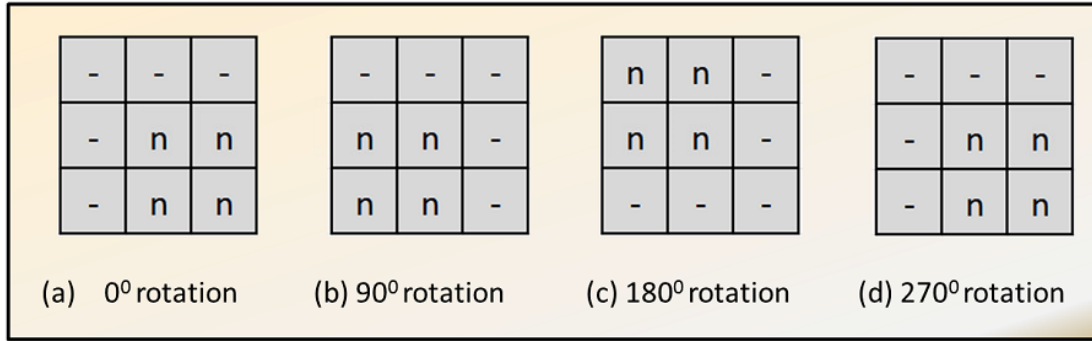 - - - - - - n n - - - -
- n n n n - n n - - n n
- n n n n - - - - - n n
(a) 0⁰ rotation (b) 90⁰ rotation (c) 180⁰ rotation (d) 270⁰ rotation